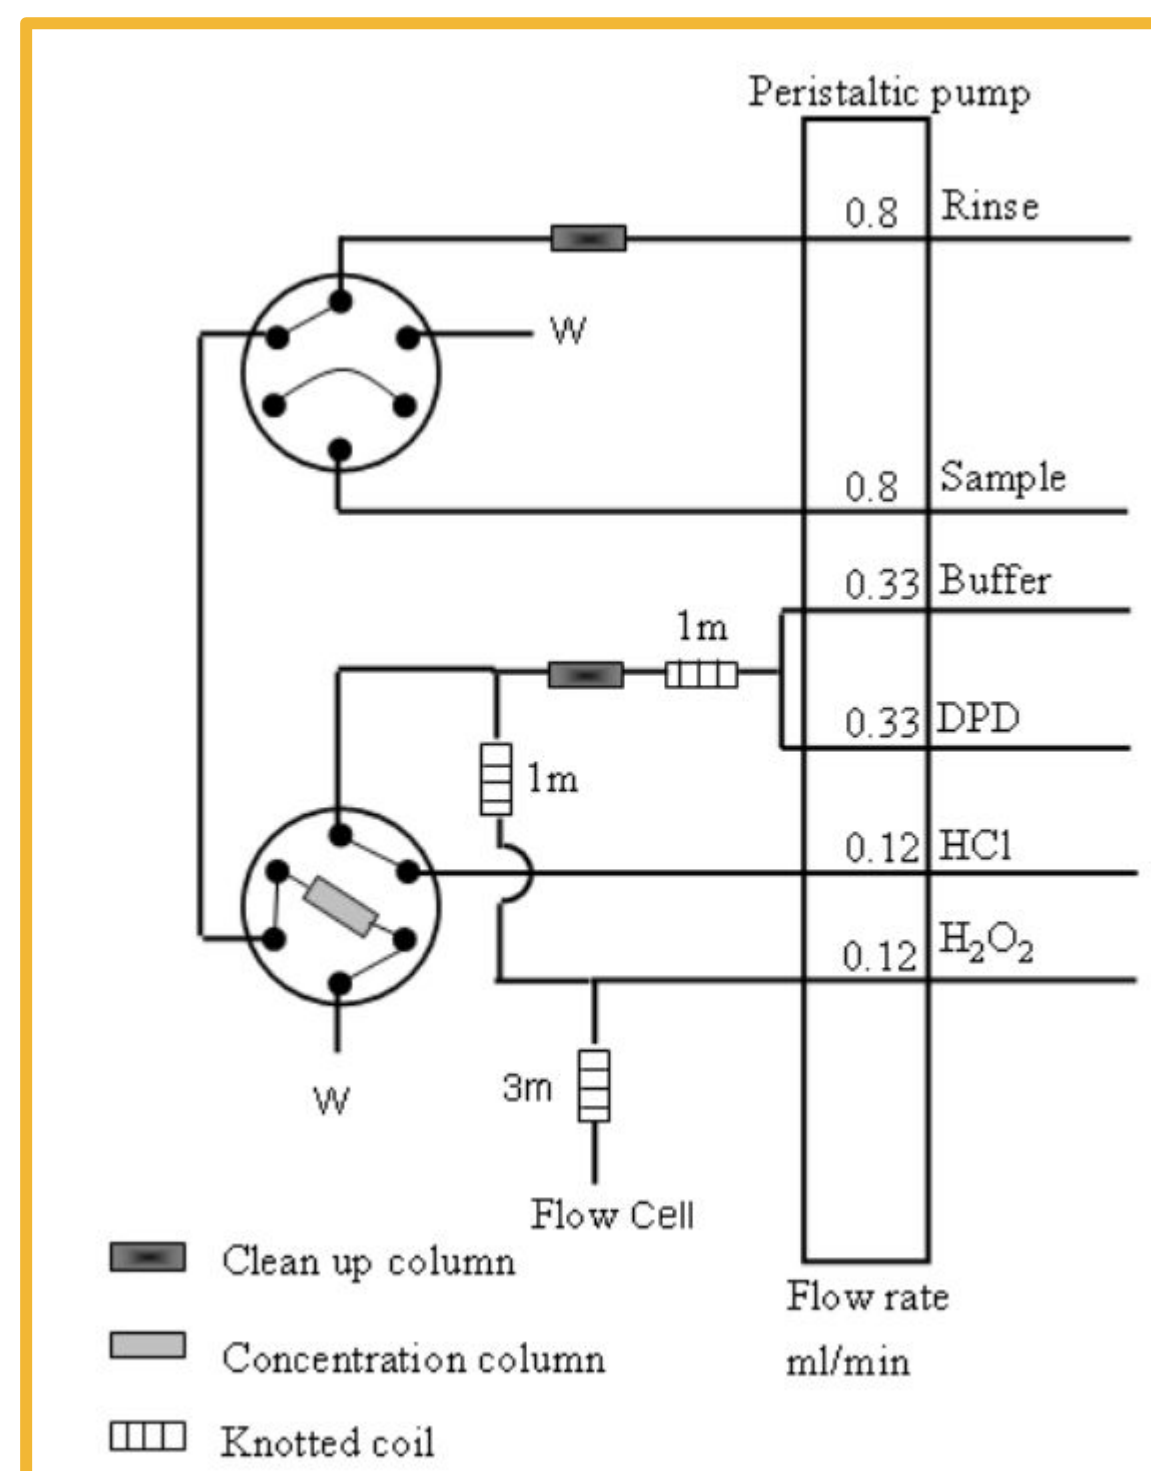 Peristaltic pump
0.8 Rinse
W
0.8 Sample
0.33 Buffer
1m
0.33 DPD
1m
0.12 HCl
0.12 H₂O₂
3m
W
Flow Cell
Clean up column
Flow rate
Concentration column
ml/min
Knotted coil